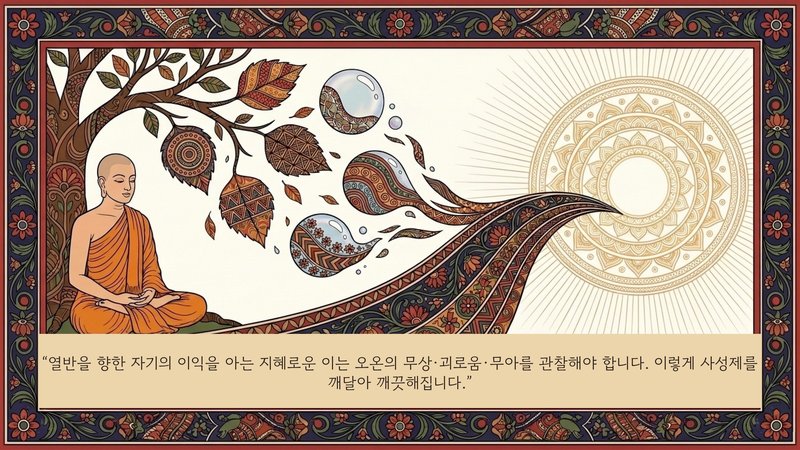 “열반을 향한 자기의 이익을 아는 지혜로운 이는 오온의 무상·괴로움·무아를 관찰해야 합니다. 이렇게 사성제를
깨달아 깨끗해집니다.”